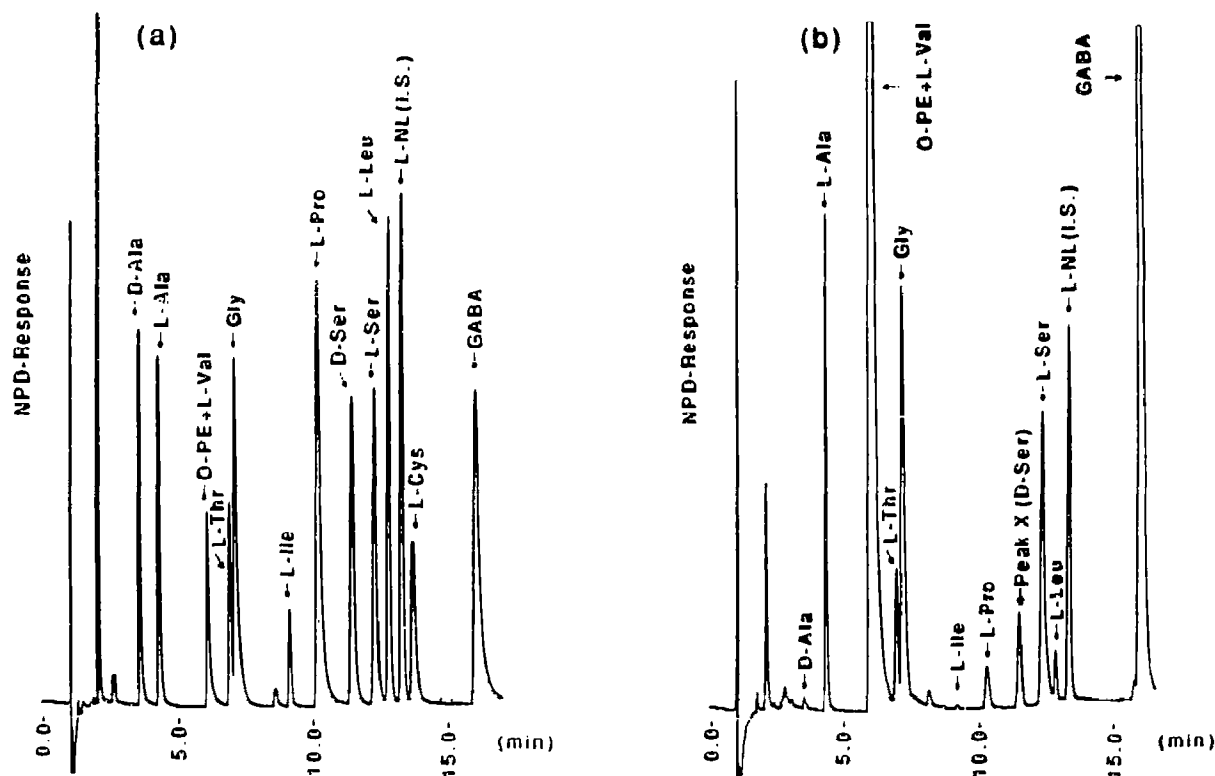 (a)
NPD-Response
D-Ala
L-Ala
O-PE+L-Val
L-Thr
Gly
L-Ile
L-Pro
D-Ser
L-Ser
L-Leu
L-NL(I.S.)
L-Cys
GABA
0.0-
5.0-
10.0-
15.0-
(min)
(b)
NPD-Response
D-Ala
L-Ala
O-PE+L-Val
L-Thr
Gly
L-Ile
L-Pro
Peak X (D-Ser)
L-Ser
L-Leu
L-NL(I.S.)
GABA
0.0-
5.0-
10.0-
15.0-
(min)